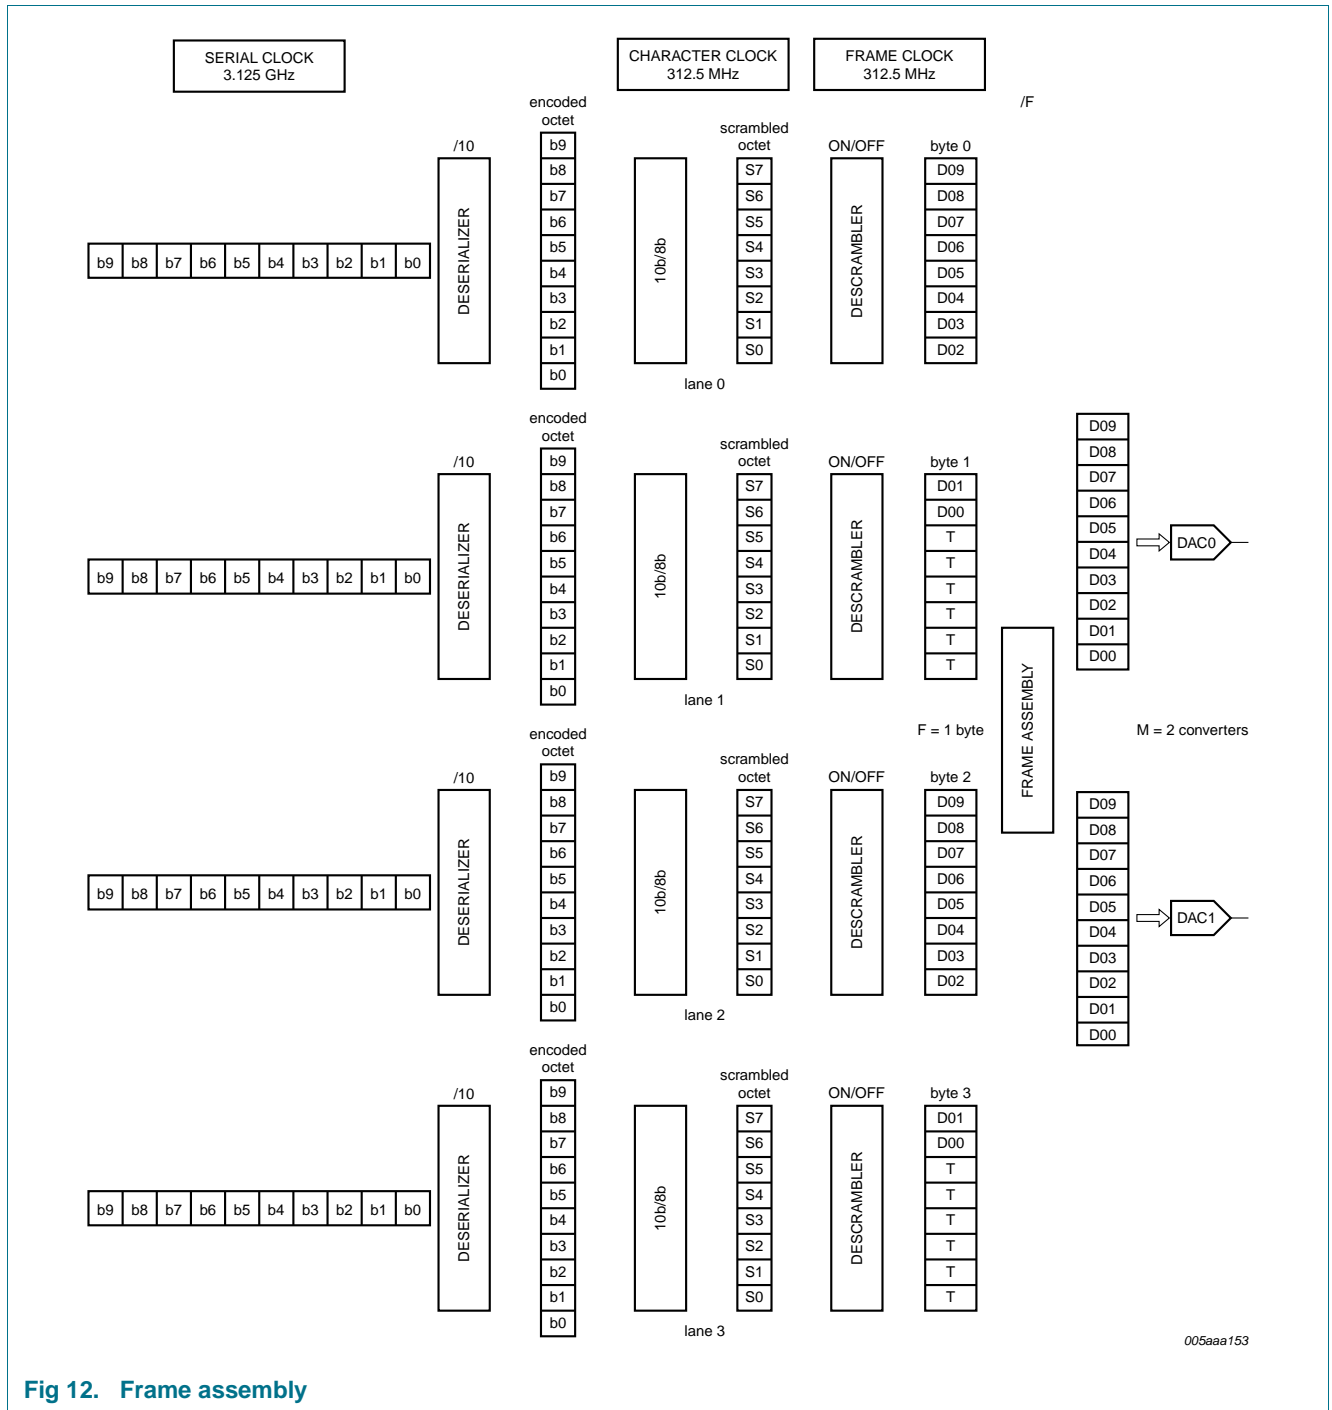 SERIAL CLOCK
3.125 GHz
CHARACTER CLOCK
312.5 MHz
FRAME CLOCK
312.5 MHz
/F
/10
encoded
octet
scrambled
octet
ON/OFF
byte 0
b9 b8 b7 b6 b5 b4 b3 b2 b1 b0
DESERIALIZER
b9
b8
b7
b6
b5
b4
b3
b2
b1
b0
10b/8b
S7
S6
S5
S4
S3
S2
S1
S0
DESCRAMBLER
D09
D08
D07
D06
D05
D04
D03
D02
lane 0
/10
encoded
octet
scrambled
octet
ON/OFF
byte 1
b9 b8 b7 b6 b5 b4 b3 b2 b1 b0
DESERIALIZER
b9
b8
b7
b6
b5
b4
b3
b2
b1
b0
10b/8b
S7
S6
S5
S4
S3
S2
S1
S0
DESCRAMBLER
D01
D00
T
T
T
T
T
T
lane 1
D09
D08
D07
D06
D05
D04
D03
D02
D01
D00
DAC0
F = 1 byte
FRAME ASSEMBLY
M = 2 converters
/10
encoded
octet
scrambled
octet
ON/OFF
byte 2
b9 b8 b7 b6 b5 b4 b3 b2 b1 b0
DESERIALIZER
b9
b8
b7
b6
b5
b4
b3
b2
b1
b0
10b/8b
S7
S6
S5
S4
S3
S2
S1
S0
DESCRAMBLER
D09
D08
D07
D06
D05
D04
D03
D02
lane 2
D09
D08
D07
D06
D05
D04
D03
D02
D01
D00
DAC1
/10
encoded
octet
scrambled
octet
ON/OFF
byte 3
b9 b8 b7 b6 b5 b4 b3 b2 b1 b0
DESERIALIZER
b9
b8
b7
b6
b5
b4
b3
b2
b1
b0
10b/8b
S7
S6
S5
S4
S3
S2
S1
S0
DESCRAMBLER
D01
D00
T
T
T
T
T
T
lane 3
005aaa153
Fig 12. Frame assembly